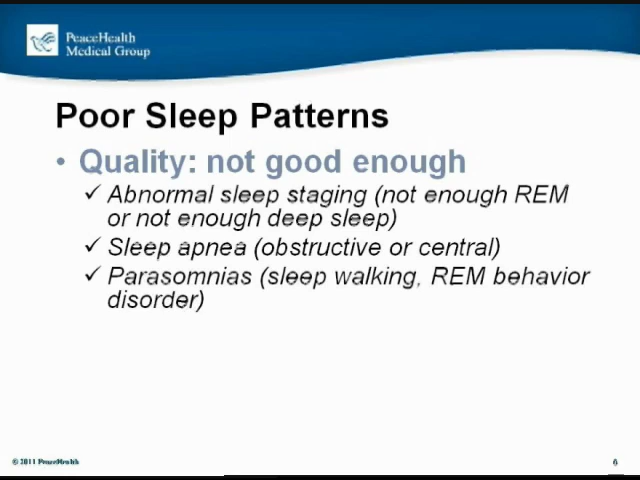 PeaceHealth
Medical Group
Poor Sleep Patterns
• Quality: not good enough
✓ Abnormal sleep staging (not enough REM
or not enough deep sleep)
✓ Sleep apnea (obstructive or central)
✓ Parasomnias (sleep walking, REM behavior
disorder)
© 2011 PeaceHealth
6